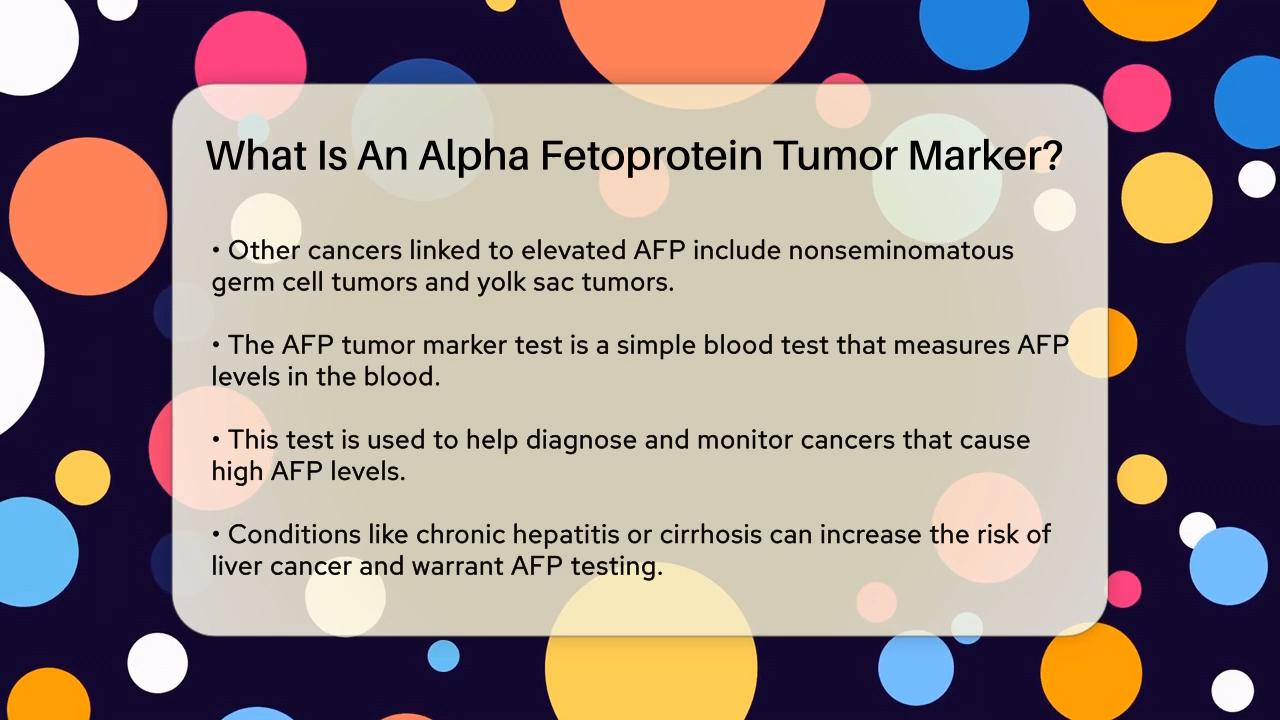 What Is An Alpha Fetoprotein Tumor Marker?
• Other cancers linked to elevated AFP include nonseminomatous
germ cell tumors and yolk sac tumors.
• The AFP tumor marker test is a simple blood test that measures AFP
levels in the blood.
• This test is used to help diagnose and monitor cancers that cause
high AFP levels.
• Conditions like chronic hepatitis or cirrhosis can increase the risk of
liver cancer and warrant AFP testing.